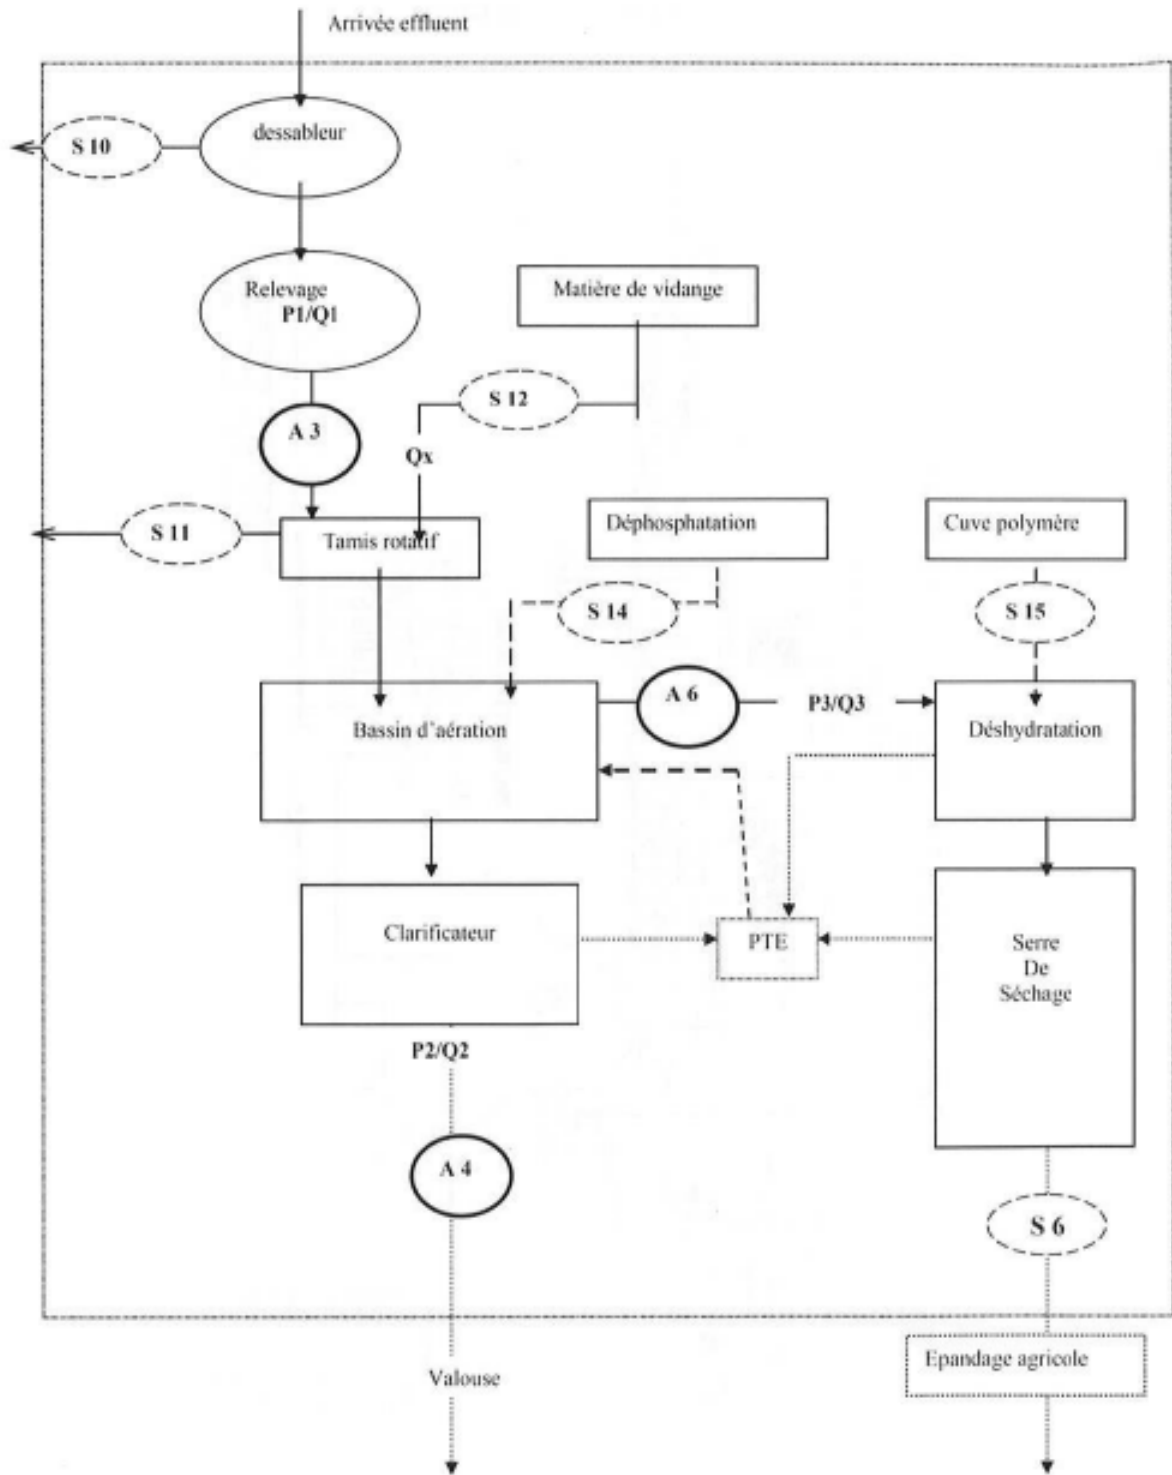 Arrivée effluent
dessableur
S 10
Relevage
P1/Q1
Matière de vidange
S 12
A 3
Qx
S 11
Tamis rotatif
Déphosphatation
Cuve polymère
S 14
S 15
A 6
P3/Q3
Bassin d'aération
Déshydratation
Clarificateur
PTE
Serre
De
Séchage
P2/Q2
A 4
S 6
Epandage agricole
Valouse